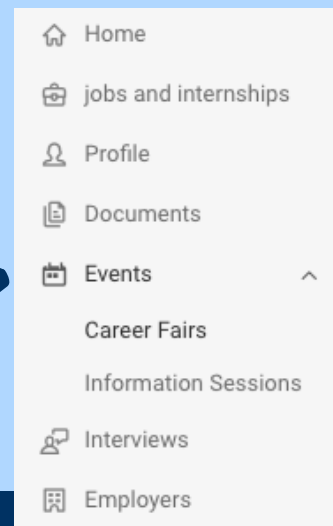 Home
jobs and internships
Profile
Documents
Events
Career Fairs
Information Sessions
Interviews
Employers